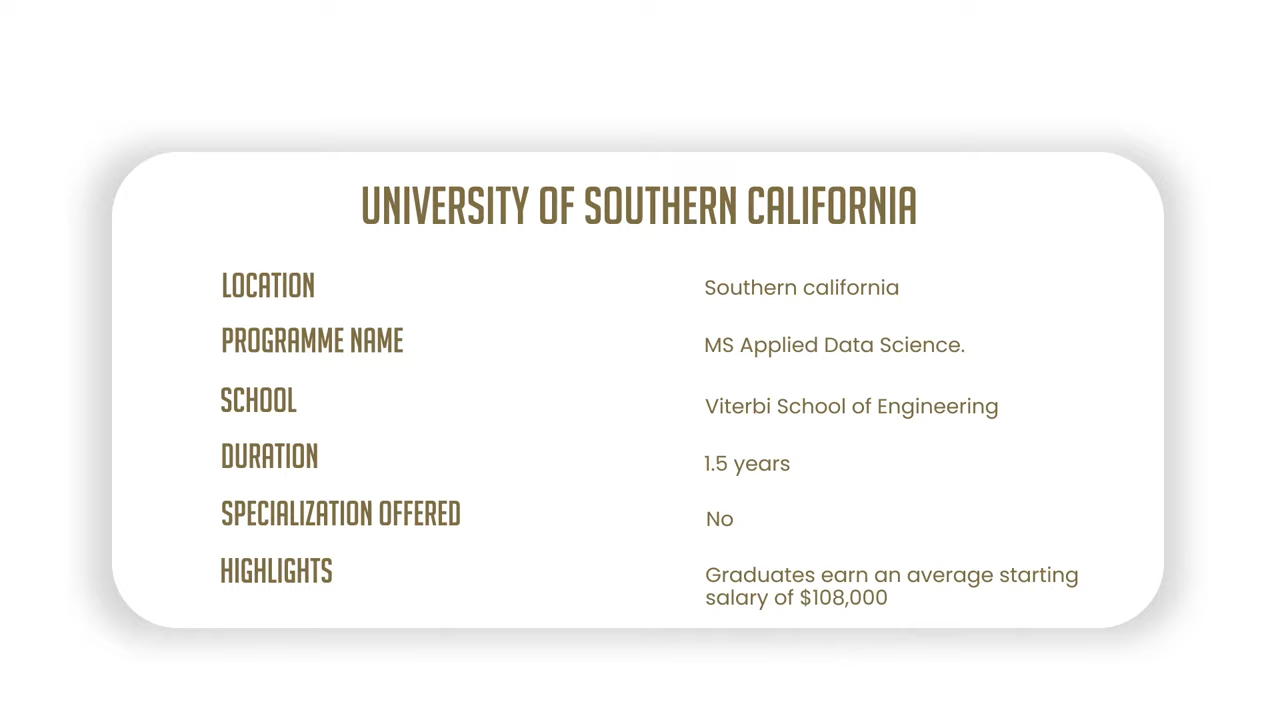 UNIVERSITY OF SOUTHERN CALIFORNIA
LOCATION
Southern california
PROGRAMME NAME
MS Applied Data Science.
SCHOOL
Viterbi School of Engineering
DURATION
1.5 years
SPECIALIZATION OFFERED
No
HIGHLIGHTS
Graduates earn an average starting
salary of $108,000